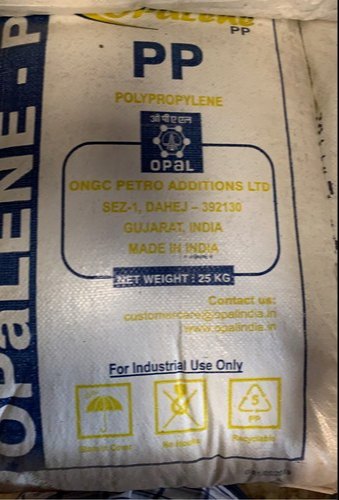 OPaLENE - P
Opalene
PP
PP
POLYPROPYLENE
ओपीएएल
OPaL
ONGC PETRO ADDITIONS LTD
SEZ-1, DAHEJ – 392130
GUJARAT, INDIA
MADE IN INDIA
NET WEIGHT : 25 KG
Contact us:
customercare@opalindia.in
www.opalindia.in
For Industrial Use Only
5
PP
No Hooks
Recyclable